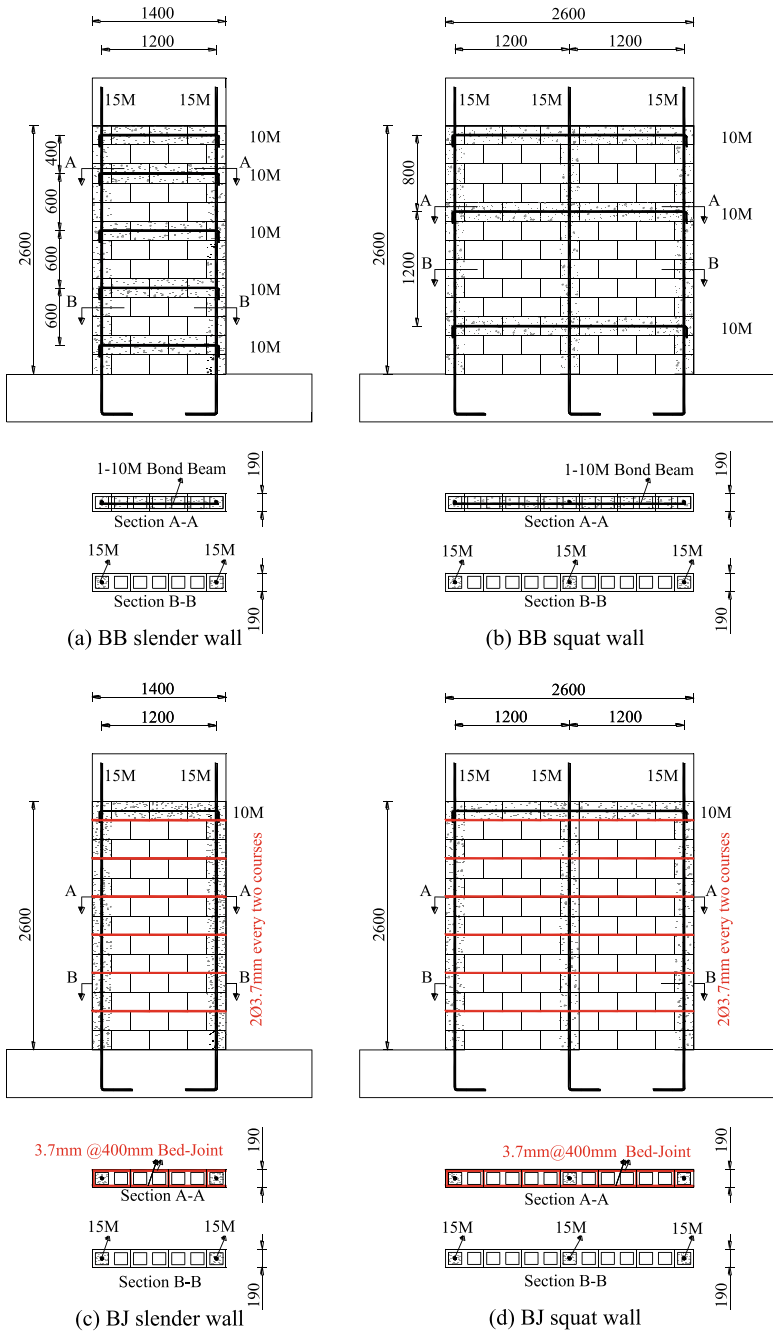 1400
1200
15M 15M
10M
400
A A
10M
600
10M
2600
600
10M
B B
600
10M
1-10M Bond Beam
190
Section A-A
15M 15M
Section B-B
190
(a) BB slender wall
2600
1200 1200
15M 15M 15M
10M
800
A A
10M
2600
B B
1200
10M
1-10M Bond Beam
190
Section A-A
15M 15M 15M
Section B-B
190
(b) BB squat wall
1400
1200
15M 15M
10M
A A
2600
2Ø3.7mm every two courses
B B
3.7mm @400mm Bed-Joint
190
Section A-A
15M 15M
Section B-B
190
(c) BJ slender wall
2600
1200 1200
15M 15M 15M
10M
A A
2600
2Ø3.7mm every two courses
B B
3.7mm@400mm Bed-Joint
190
Section A-A
15M 15M 15M
Section B-B
190
(d) BJ squat wall